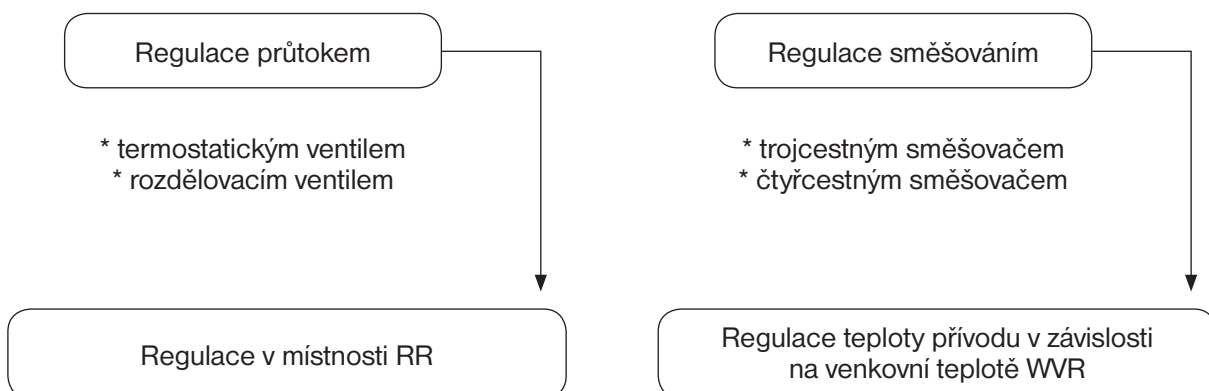 Regulace průtokem
* termostatickým ventilem
* rozdělovacím ventilem
Regulace v místnosti RR
Regulace směšováním
* trojcestným směšovačem
* čtyřcestným směšovačem
Regulace teploty přívodu v závislosti
na venkovní teplotě WVR